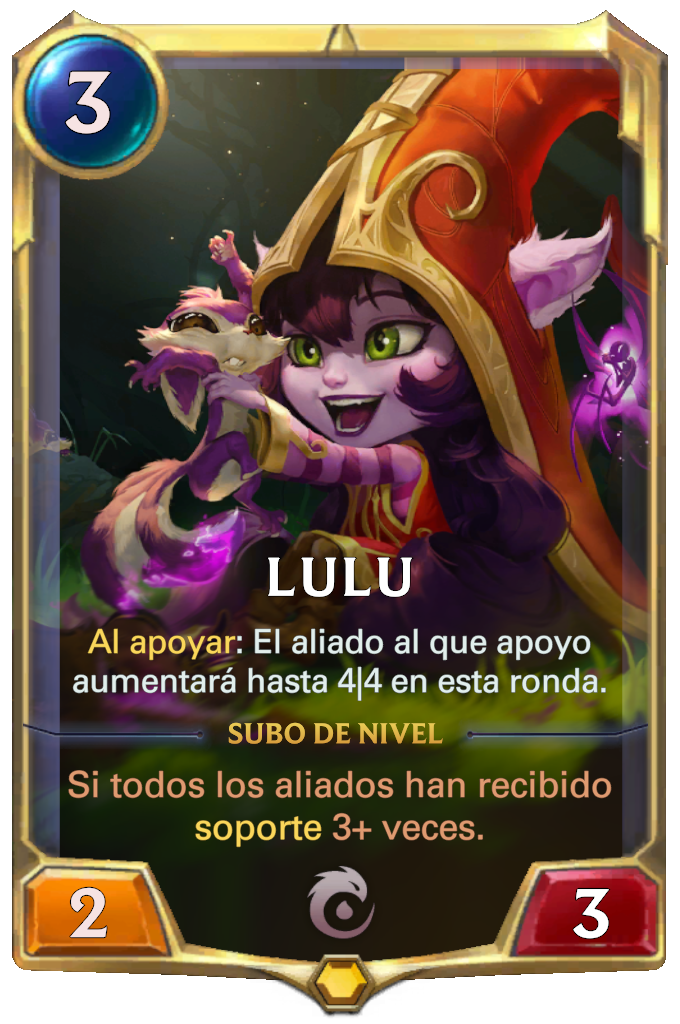 3
LULU
Al apoyar: El aliado al que apoyo
aumentará hasta 4|4 en esta ronda.
SUBO DE NIVEL
Si todos los aliados han recibido
soporte 3+ veces.
2
3